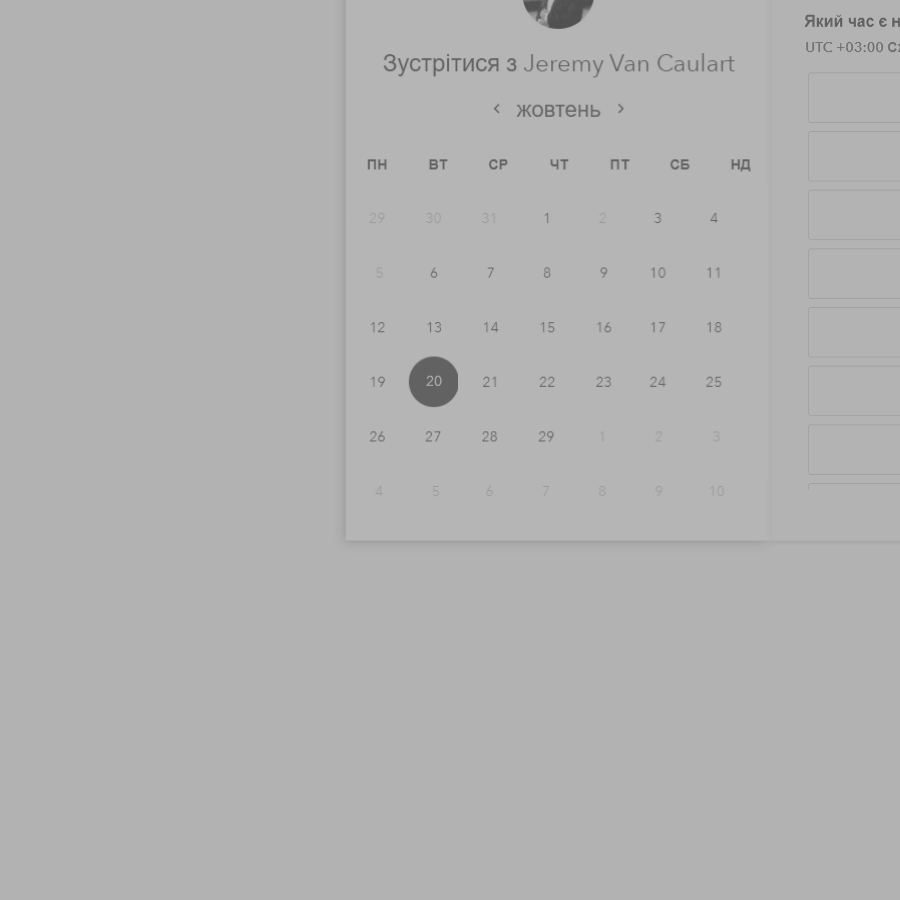 Зустрітися з Jeremy Van Caulart
жовтень
ПН ВТ СР ЧТ ПТ СБ НД
29 30 31 1 2 3 4
5 6 7 8 9 10 11
12 13 14 15 16 17 18
19 20 21 22 23 24 25
26 27 28 29 1 2 3
4 5 6 7 8 9 10
Який час є
UTC +03:00